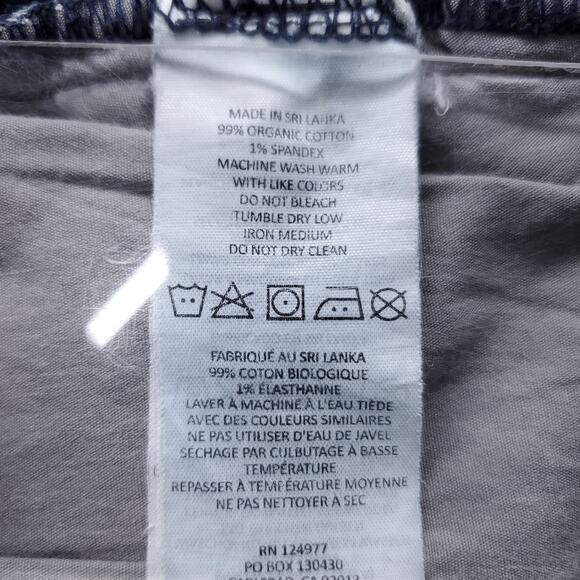 MADE IN SRI LANKA
99% ORGANIC COTTON
1% SPANDEX
MACHINE WASH WARM
WITH LIKE COLORS
DO NOT BLEACH
TUMBLE DRY LOW
IRON MEDIUM
DO NOT DRY CLEAN
FABRIQUÉ AU SRI LANKA
99% COTON BIOLOGIQUE
1% ÉLASTHANNE
LAVER À MACHINE À L'EAU TIÈDE
AVEC DES COULEURS SIMILAIRES
NE PAS UTILISER D'EAU DE JAVEL
SÉCHAGE PAR CULBUTAGE À BASSE
TEMPÉRATURE
REPASSER À TEMPÉRATURE MOYENNE
NE PAS NETTOYER À SEC
RN 124977
PO BOX 130430
CARLSBAD, CA 92013